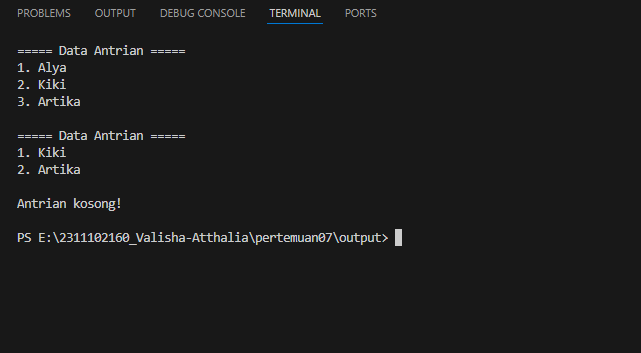 PROBLEMS OUTPUT DEBUG CONSOLE TERMINAL PORTS
===== Data Antrian =====
1. Alya
2. Kiki
3. Artika
===== Data Antrian =====
1. Kiki
2. Artika
Antrian kosong!
PS E:\2311102160_Valisha-Atthalia\pertemuan07\output>